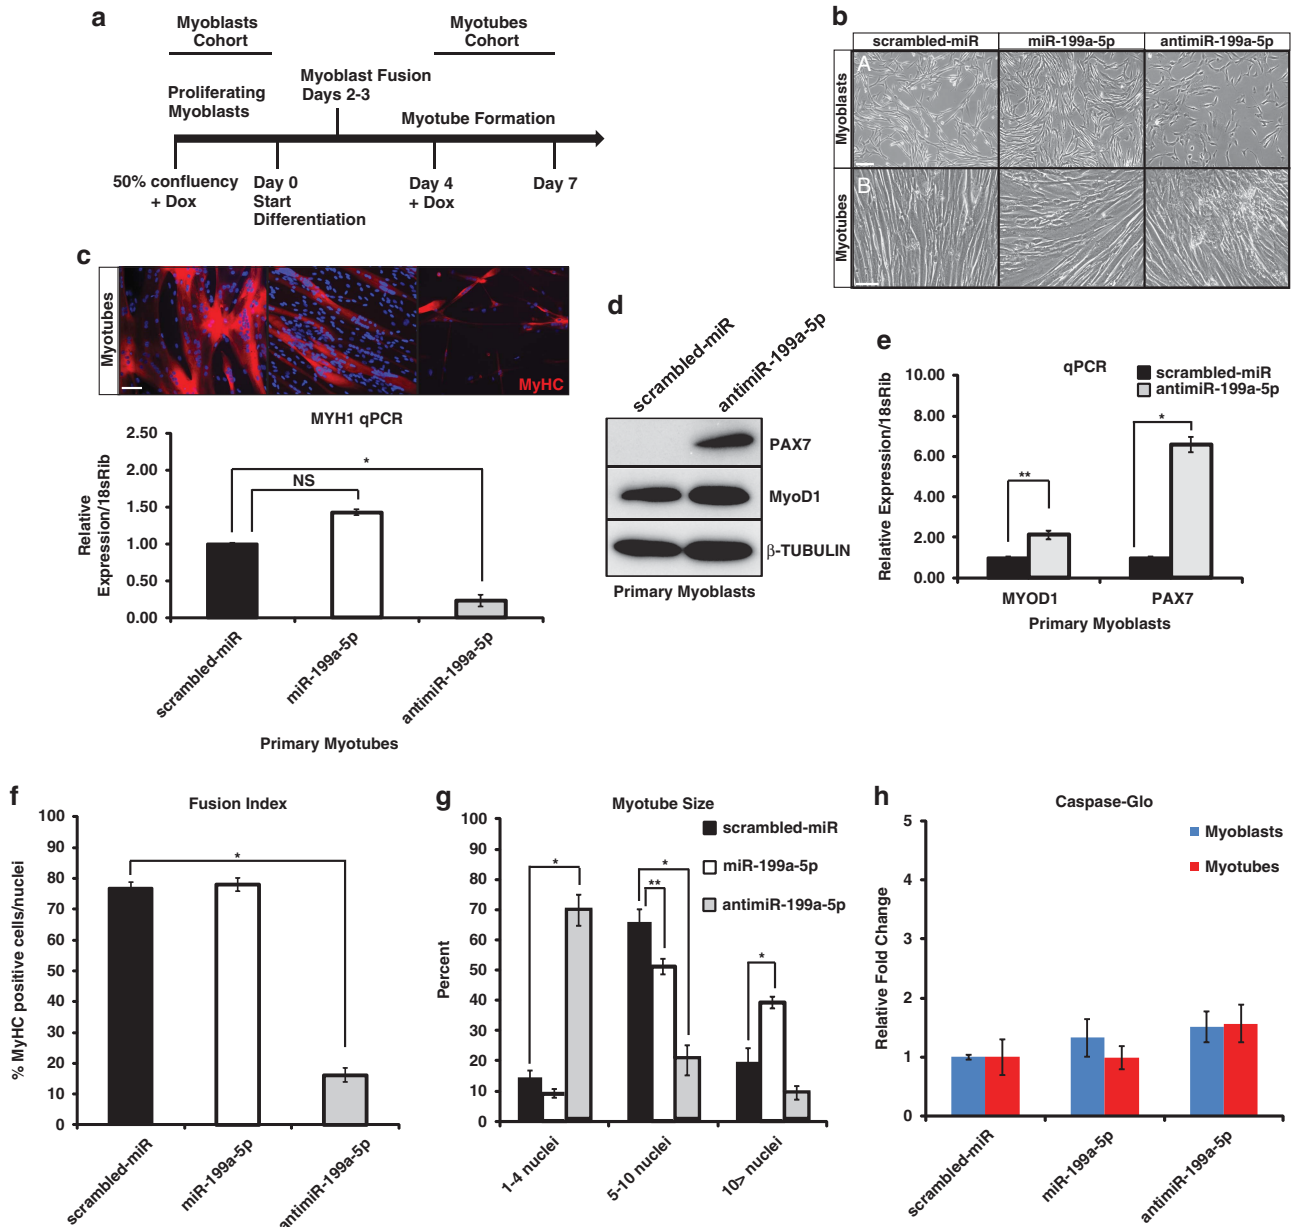 a
Myoblasts
Cohort
Myotubes
Cohort
Proliferating
Myoblasts
Myoblast Fusion
Days 2-3
Myotube Formation
50% confluency
+ Dox
Day 0
Start
Differentiation
Day 4
+ Dox
Day 7
b
scrambled-miR
miR-199a-5p
antimiR-199a-5p
Myoblasts
A
Myotubes
B
c
Myotubes
MyHC
MYH1 qPCR
Relative
Expression/18sRib
2.50
2.00
1.50
1.00
0.50
0.00
*
NS
scrambled-miR
miR-199a-5p
antimiR-199a-5p
Primary Myotubes
d
scrambled-miR
antimiR-199a-5p
PAX7
MyoD1
β-TUBULIN
Primary Myoblasts
e
qPCR
scrambled-miR
antimiR-199a-5p
Relative Expression/18sRib
10.00
8.00
6.00
4.00
2.00
0.00
**
*
MYOD1
PAX7
Primary Myoblasts
f
Fusion Index
% MyHC positive cells/nuclei
100
90
80
70
60
50
40
30
20
10
0
*
scrambled-miR
miR-199a-5p
antimiR-199a-5p
g
Myotube Size
scrambled-miR
miR-199a-5p
antimiR-199a-5p
Percent
100
90
80
70
60
50
40
30
20
10
0
*
*
**
*
1-4 nuclei
5-10 nuclei
10> nuclei
h
Caspase-Glo
Myoblasts
Myotubes
Relative Fold Change
5
4
3
2
1
0
scrambled-miR
miR-199a-5p
antimiR-199a-5p